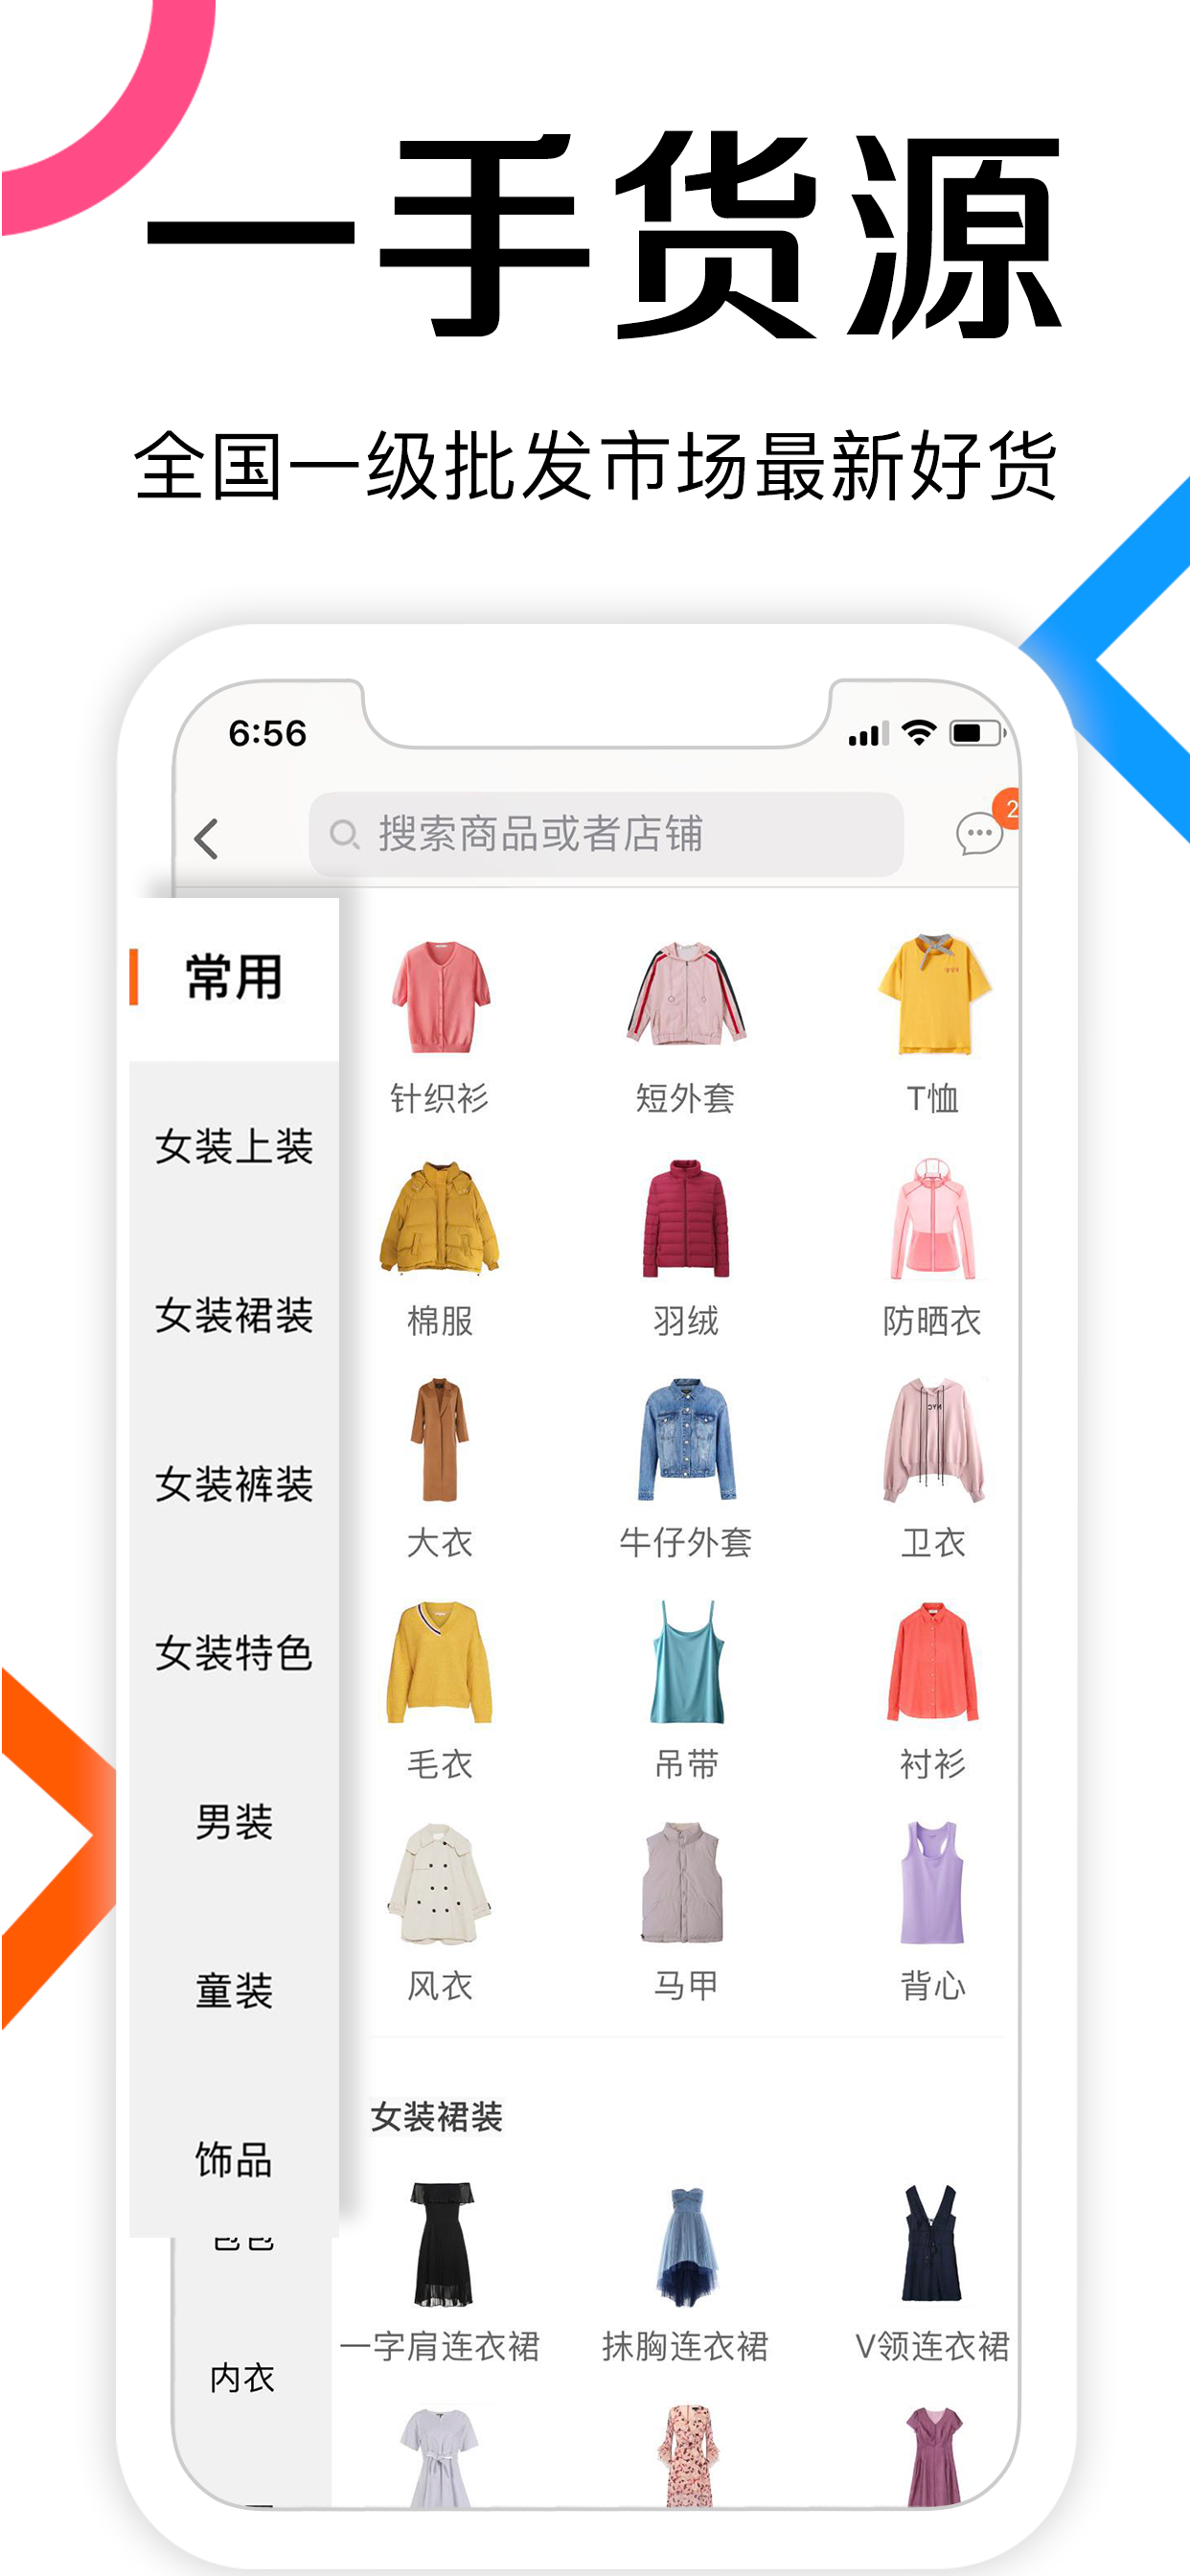 一手货源
全国一级批发市场最新好货
6:56
搜索商品或者店铺
2
常用
女装上装
女装裙装
女装裤装
女装特色
男装
童装
饰品
包包
内衣
针织衫 短外套 T恤
棉服 羽绒 防晒衣
大衣 牛仔外套 卫衣
毛衣 吊带 衬衫
风衣 马甲 背心
女装裙装
一字肩连衣裙 抹胸连衣裙 V领连衣裙